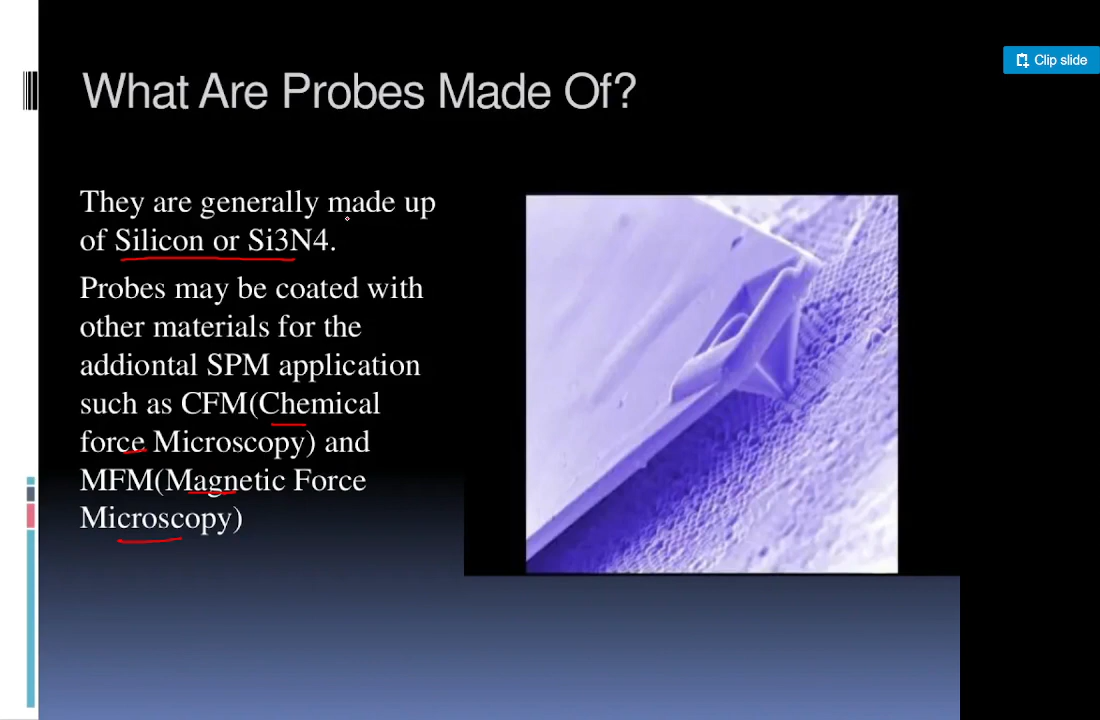 Clip slide
What Are Probes Made Of?
They are generally made up
of Silicon or Si3N4.
Probes may be coated with
other materials for the
addiontal SPM application
such as CFM(Chemical
force Microscopy) and
MFM(Magnetic Force
Microscopy)